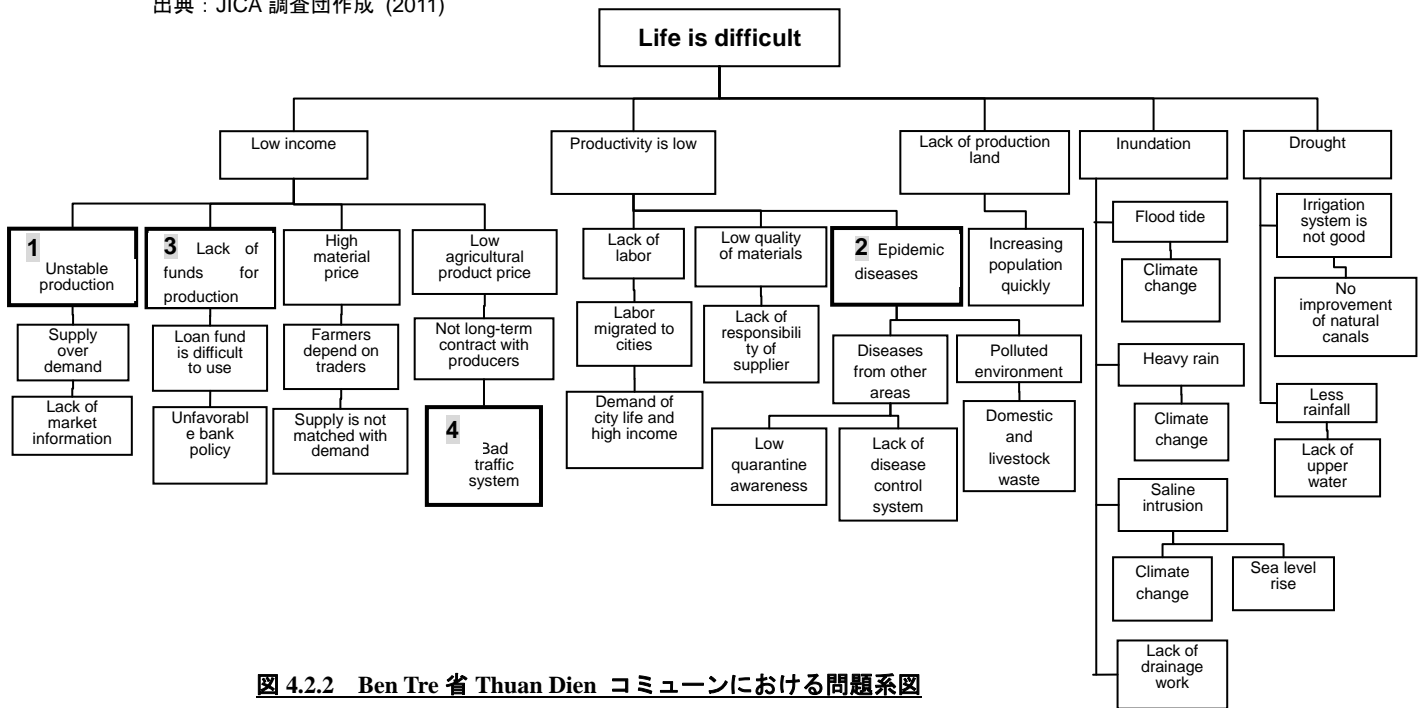 出典：JICA 調査団作成 (2011)
Life is difficult
Low income
Productivity is low
Lack of production
land
Inundation
Drought
1
Unstable
production
3 Lack of
funds for
production
High
material
price
Low
agricultural
product price
Lack of
labor
Low quality
of materials
2 Epidemic
diseases
Increasing
population
quickly
Flood tide
Climate
change
Irrigation
system is
not good
No
improvement
of natural
canals
Supply
over
demand
Loan fund
is difficult
to use
Farmers
depend on
traders
Not long-term
contract with
producers
Labor
migrated to
cities
Lack of
responsibili
ty of
supplier
Diseases
from other
areas
Polluted
environment
Heavy rain
Climate
change
Less
rainfall
Lack of
upper
water
Lack of
market
information
Unfavorabl
e bank
policy
Supply is not
matched with
demand
4
Bad
traffic
system
Demand of
city life and
high income
Low
quarantine
awareness
Lack of
disease
control
system
Domestic
and
livestock
waste
Saline
intrusion
Climate
change
Sea level
rise
Lack of
drainage
work
図 4.2.2 Ben Tre 省 Thuan Dien コミューンにおける問題系図